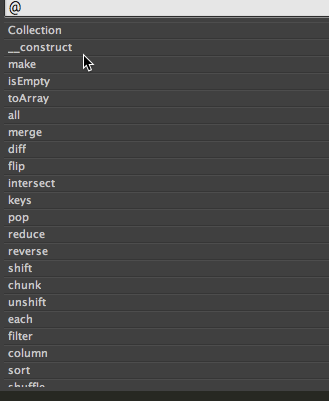 @
Collection
__construct
make
isEmpty
toArray
all
merge
diff
flip
intersect
keys
pop
reduce
reverse
shift
chunk
unshift
each
filter
column
sort
shuffle